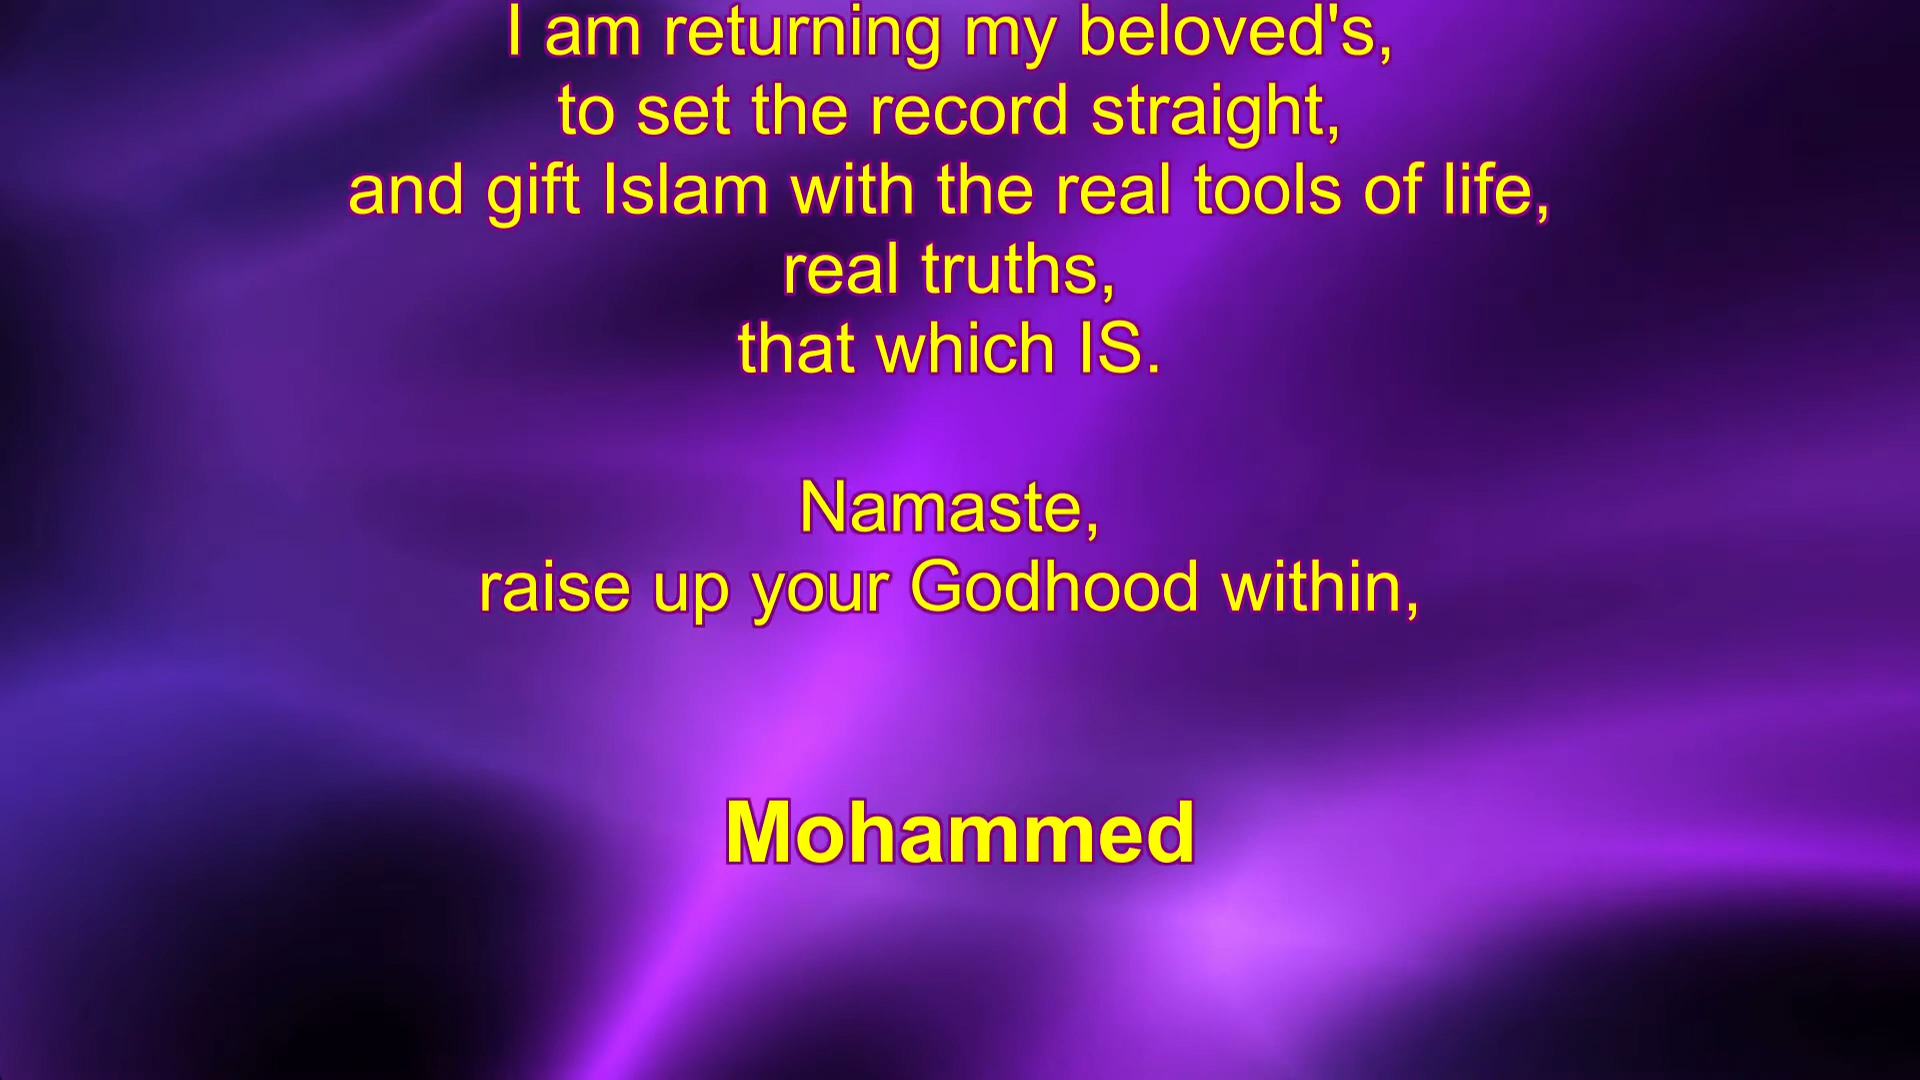 I am returning my beloved's,
to set the record straight,
and gift Islam with the real tools of life,
real truths,
that which IS.
Namaste,
raise up your Godhood within,
Mohammed